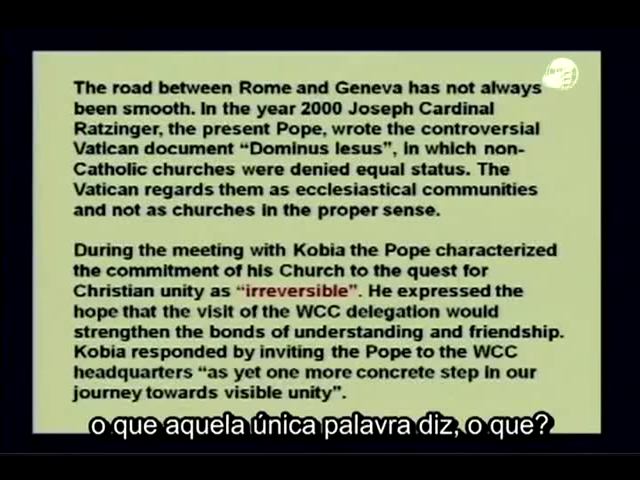 The road between Rome and Geneva has not always
been smooth. In the year 2000 Joseph Cardinal
Ratzinger, the present Pope, wrote the controversial
Vatican document “Dominus Iesus”, in which non-
Catholic churches were denied equal status. The
Vatican regards them as ecclesiastical communities
and not as churches in the proper sense.
During the meeting with Kobia the Pope characterized
the commitment of his Church to the quest for
Christian unity as “irreversible”. He expressed the
hope that the visit of the WCC delegation would
strengthen the bonds of understanding and friendship.
Kobia responded by inviting the Pope to the WCC
headquarters “as yet one more concrete step in our
journey towards visible unity”.
o que aquela única palavra diz, o que?